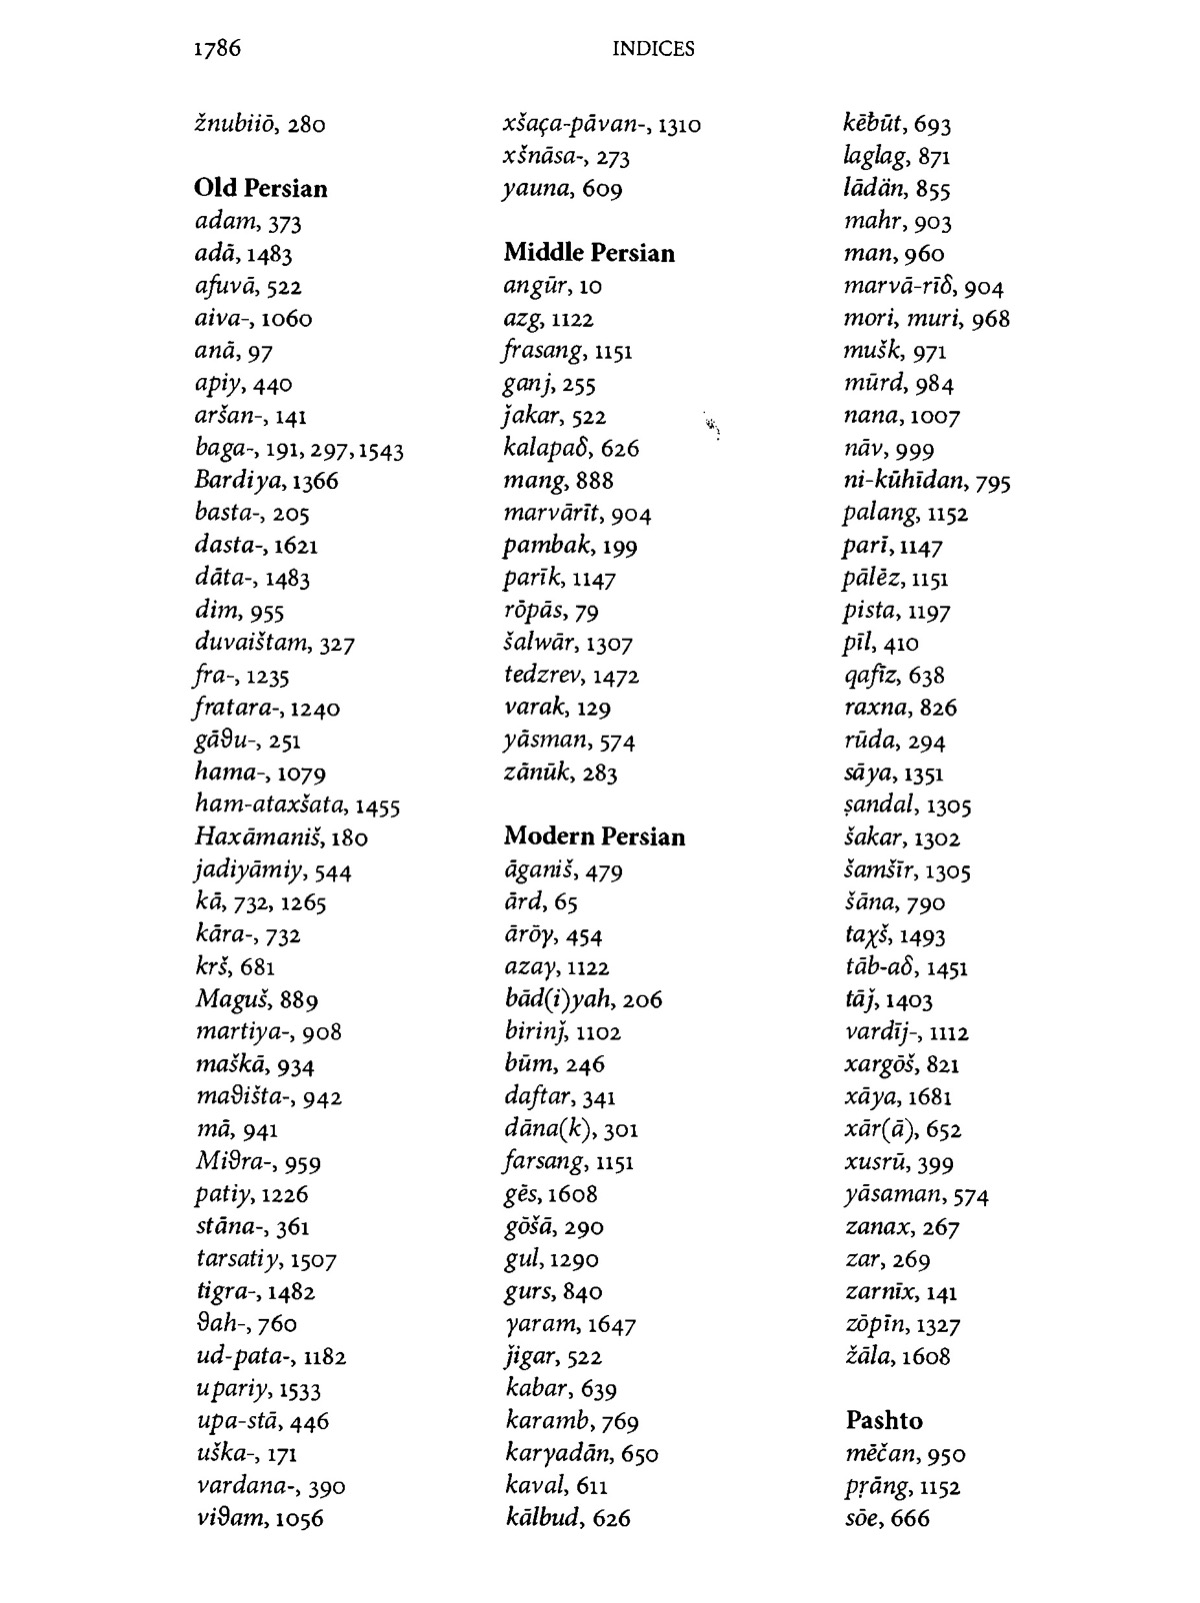 1786
INDICES
žnubiiō, 280
Old Persian
adam, 373
adā, 1483
afuvā, 522
aiva-, 1060
anā, 97
apiy, 440
aršan-, 141
baga-, 191, 297, 1543
Bardiya, 1366
basta-, 205
dasta-, 1621
dāta-, 1483
dim, 955
duvaištam, 327
fra-, 1235
fratara-, 1240
gāϑu-, 251
hama-, 1079
ham-ataxšata, 1455
Haxāmaniš, 180
jadiyāmiy, 544
kā, 732, 1265
kāra-, 732
krš, 681
Maguš, 889
martiya-, 908
maškā, 934
maϑišta-, 942
mā, 941
Miϑra-, 959
patiy, 1226
stāna-, 361
tarsatiy, 1507
tigra-, 1482
ϑah-, 760
ud-pata-, 1182
upariy, 1533
upa-stā, 446
uška-, 171
vardana-, 390
viϑam, 1056
xšaça-pāvan-, 1310
xšnāsa-, 273
yauna, 609
Middle Persian
angūr, 10
azg, 1122
frasang, 1151
ganj, 255
ǰakar, 522
kalapaδ, 626
mang, 888
marvārīt, 904
pambak, 199
parīk, 1147
rōpās, 79
šalwār, 1307
tedzrev, 1472
varak, 129
yāsman, 574
zānūk, 283
Modern Persian
āganiš, 479
ārd, 65
ārōy, 454
azay, 1122
bād(i)yah, 206
birinǰ, 1102
būm, 246
daftar, 341
dāna(k), 301
farsang, 1151
gēs, 1608
gōšā, 290
gul, 1290
gurs, 840
yaram, 1647
ǰigar, 522
kabar, 639
karamb, 769
karyadān, 650
kaval, 611
kālbud, 626
kēbūt, 693
laglag, 871
lādän, 855
mahr, 903
man, 960
marvā-rīδ, 904
mori, muri, 968
mušk, 971
mūrd, 984
nana, 1007
nāv, 999
ni-kūhīdan, 795
palang, 1152
parī, 1147
pālēz, 1151
pista, 1197
pīl, 410
qafīz, 638
raxna, 826
rūda, 294
sāya, 1351
ṣandal, 1305
šakar, 1302
šamšīr, 1305
šāna, 790
taχš, 1493
tāb-aδ, 1451
tāǰ, 1403
vardīj-, 1112
xargōš, 821
xāya, 1681
xār(ā), 652
xusrū, 399
yāsaman, 574
zanax, 267
zar, 269
zarnīx, 141
zōpīn, 1327
žāla, 1608
Pashto
mēčan, 950
pṛāng, 1152
sōe, 666